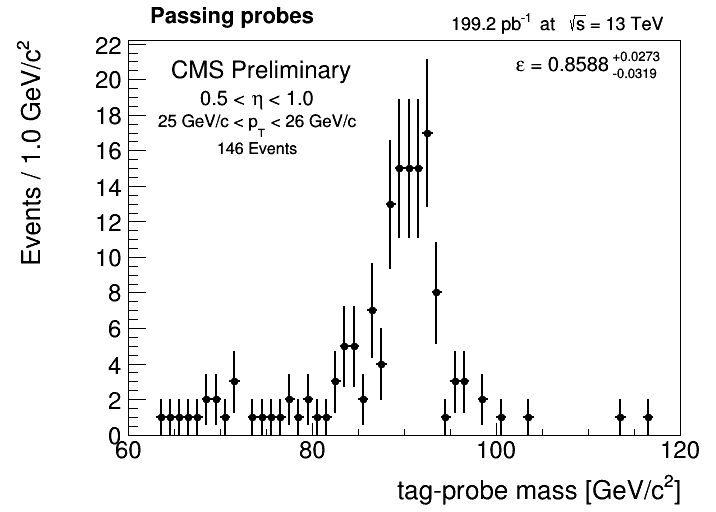 Passing probes
199.2 pb⁻¹ at √s = 13 TeV
CMS Preliminary
0.5 < η < 1.0
25 GeV/c < p_T < 26 GeV/c
146 Events
ε = 0.8588 +0.0273 -0.0319
Events / 1.0 GeV/c²
22
20
18
16
14
12
10
8
6
4
2
0
60 80 100 120
tag-probe mass [GeV/c²]